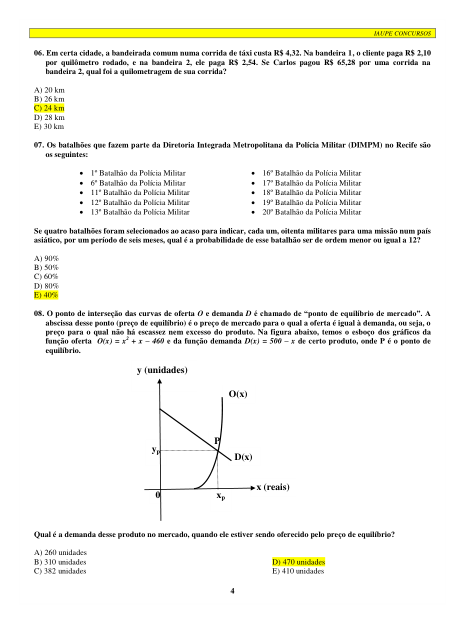 IAUPE CONCURSOS
06. Em certa cidade, a bandeirada comum numa corrida de táxi custa R$ 4,32. Na bandeira 1, o cliente paga R$ 2,10
por quilômetro rodado, e na bandeira 2, ele paga R$ 2,54. Se Carlos pagou R$ 65,28 por uma corrida na
bandeira 2, qual foi a quilometragem de sua corrida?
A) 20 km
B) 26 km
C) 24 km
D) 28 km
E) 30 km
07. Os batalhões que fazem parte da Diretoria Integrada Metropolitana da Polícia Militar (DIMPM) no Recife são
os seguintes:
• 1º Batalhão da Polícia Militar
• 6º Batalhão da Polícia Militar
• 11º Batalhão da Polícia Militar
• 12º Batalhão da Polícia Militar
• 13º Batalhão da Polícia Militar
• 16º Batalhão da Polícia Militar
• 17º Batalhão da Polícia Militar
• 18º Batalhão da Polícia Militar
• 19º Batalhão da Polícia Militar
• 20º Batalhão da Polícia Militar
Se quatro batalhões foram selecionados ao acaso para indicar, cada um, oitenta militares para uma missão num país
asiático, por um período de seis meses, qual é a probabilidade de esse batalhão ser de ordem menor ou igual a 12?
A) 90%
B) 50%
C) 60%
D) 80%
E) 40%
08. O ponto de interseção das curvas de oferta O e demanda D é chamado de "ponto de equilíbrio de mercado". A
abscissa desse ponto (preço de equilíbrio) é o preço de mercado para o qual a oferta é igual à demanda, ou seja, o
preço para o qual não há escassez nem excesso do produto. Na figura abaixo, temos o esboço dos gráficos da
função oferta O(x) = x² + x – 460 e da função demanda D(x) = 500 – x de certo produto, onde P é o ponto de
equilíbrio.
y (unidades)
O(x)
P
yp
D(x)
x (reais)
0
xp
Qual é a demanda desse produto no mercado, quando ele estiver sendo oferecido pelo preço de equilíbrio?
A) 260 unidades
B) 310 unidades
C) 382 unidades
D) 470 unidades
E) 410 unidades
4